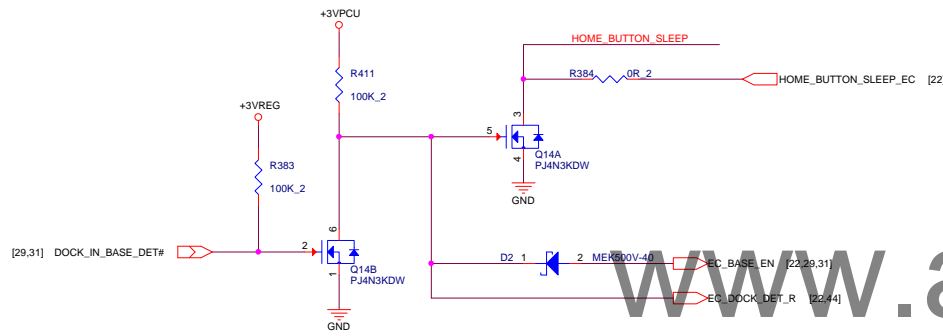 +3VPCU
HOME_BUTTON_SLEEP
R411
100K_2
R384
0R_2
HOME_BUTTON_SLEEP_EC [22
+3VREG
3
5
Q14A
PJ4N3KDW
4
R383
100K_2
GND
6
[29,31] DOCK_IN_BASE_DET#
2
Q14B
PJ4N3KDW
1
D2 1
2 MEK500V-40
EC_BASE_EN [22,29,31]
EC_DOCK_DET_R [22,44]
GND
www.a